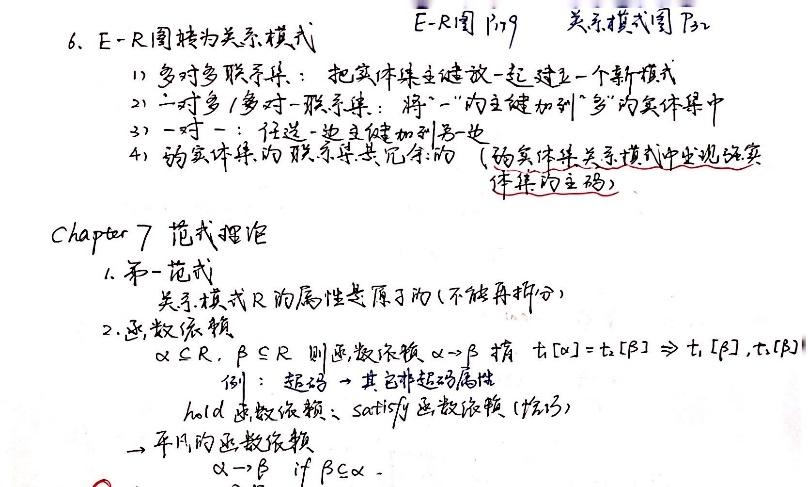 E-R图 P179 关系模式图 P32
6、E-R图转为关系模式
1) 多对多联系集：把实体集主键放一起建立一个新模式
2) 一对多/多对一联系集：将"一"的主键加到"多"的实体集中
3) 一对一：任选一边主键加到另一边
4) 弱实体集的联系集是冗余的 (弱实体集关系模式中出现强实
体集的主码)
Chapter 7 范式理论
1. 第一范式
关系模式R的属性是原子的(不能再拆分)
2. 函数依赖
α⊆R, β⊆R 则函数依赖 α→β 指 t₁[α]=t₂[β] ⇒ t₁[β], t₂[β]
例：超码 → 其它非超码属性
hold 函数依赖、satisfy 函数依赖(恰巧)
→ 平凡的函数依赖
α→β if β⊆α.